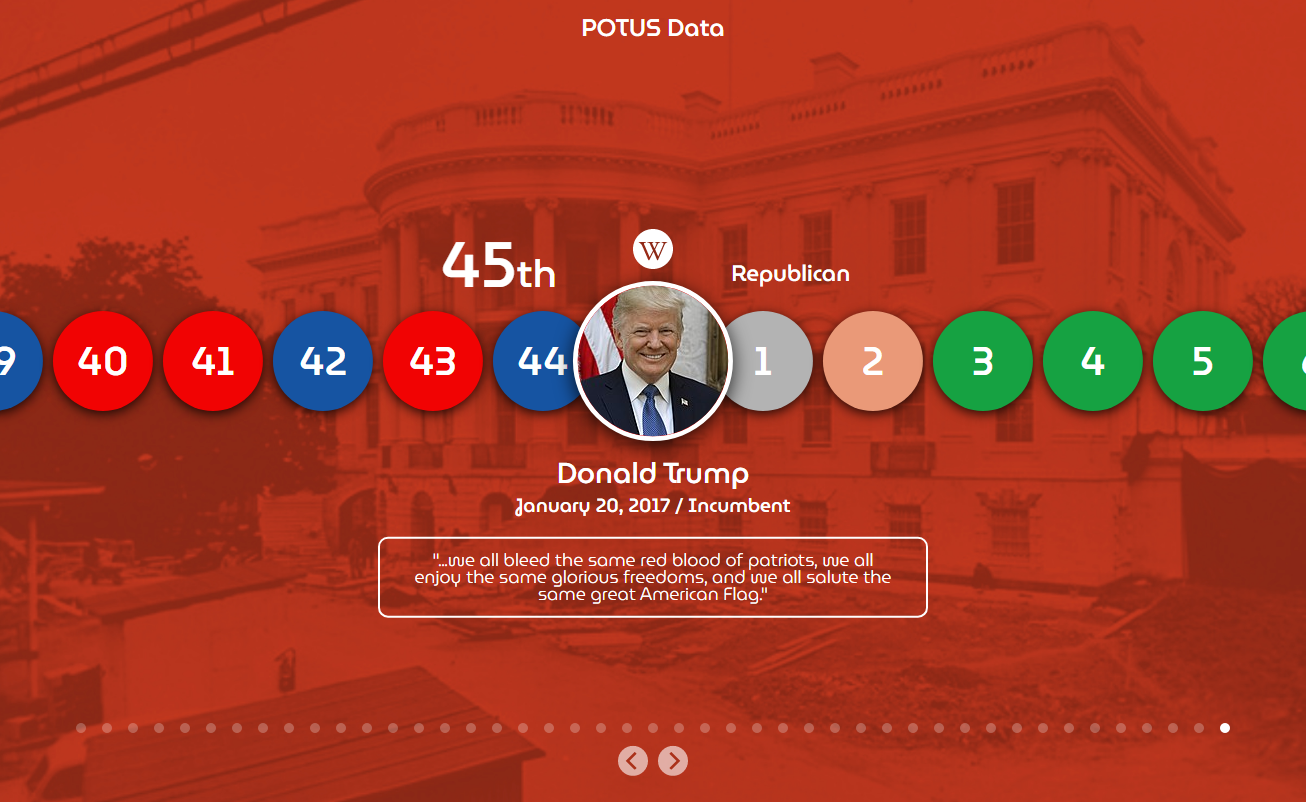 POTUS Data
45th
W
Republican
9
40
41
42
43
44
1
2
3
4
5
Donald Trump
January 20, 2017 / Incumbent
"...we all bleed the same red blood of patriots, we all
enjoy the same glorious freedoms, and we all salute the
same great American Flag."